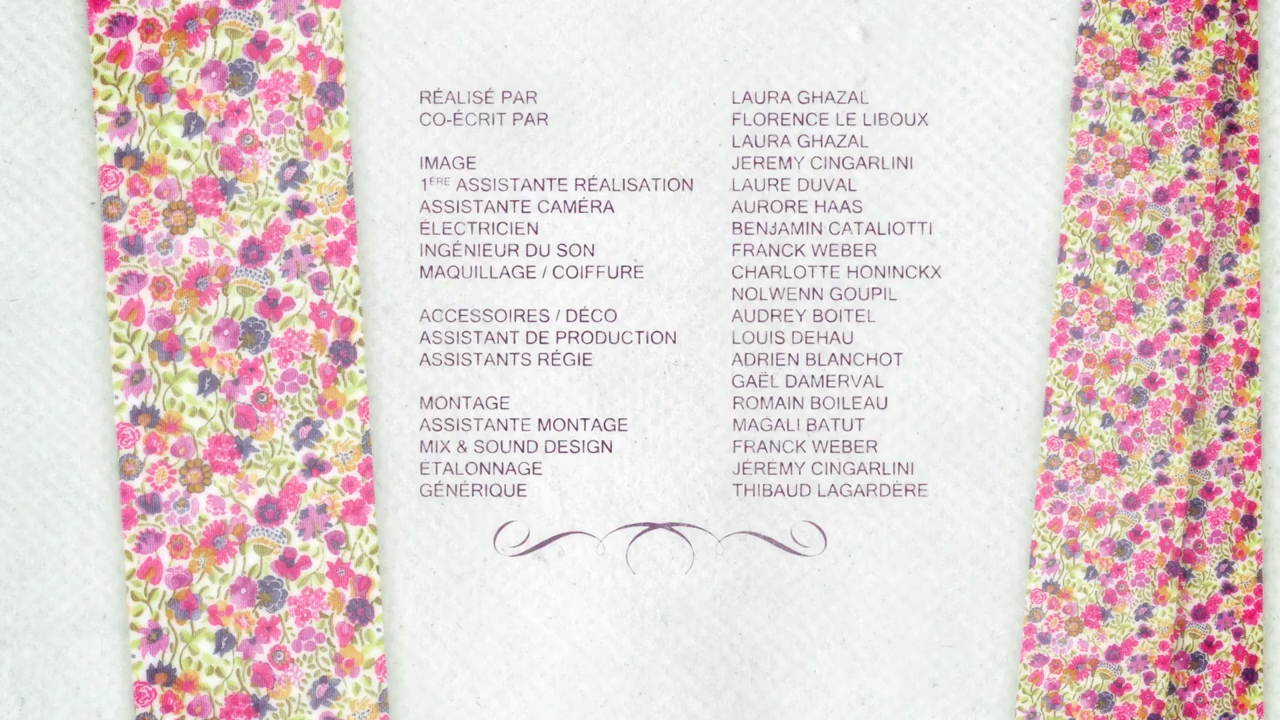 RÉALISÉ PAR LAURA GHAZAL
CO-ÉCRIT PAR FLORENCE LE LIBOUX
LAURA GHAZAL
IMAGE JEREMY CINGARLINI
1ÈRE ASSISTANTE RÉALISATION LAURE DUVAL
ASSISTANTE CAMÉRA AURORE HAAS
ÉLECTRICIEN BENJAMIN CATALIOTTI
INGÉNIEUR DU SON FRANCK WEBER
MAQUILLAGE / COIFFURE CHARLOTTE HONINCKX
NOLWENN GOUPIL
ACCESSOIRES / DÉCO AUDREY BOITEL
ASSISTANT DE PRODUCTION LOUIS DEHAU
ASSISTANTS RÉGIE ADRIEN BLANCHOT
GAËL DAMERVAL
MONTAGE ROMAIN BOILEAU
ASSISTANTE MONTAGE MAGALI BATUT
MIX & SOUND DESIGN FRANCK WEBER
ÉTALONNAGE JÉRÉMY CINGARLINI
GÉNÉRIQUE THIBAUD LAGARDÈRE